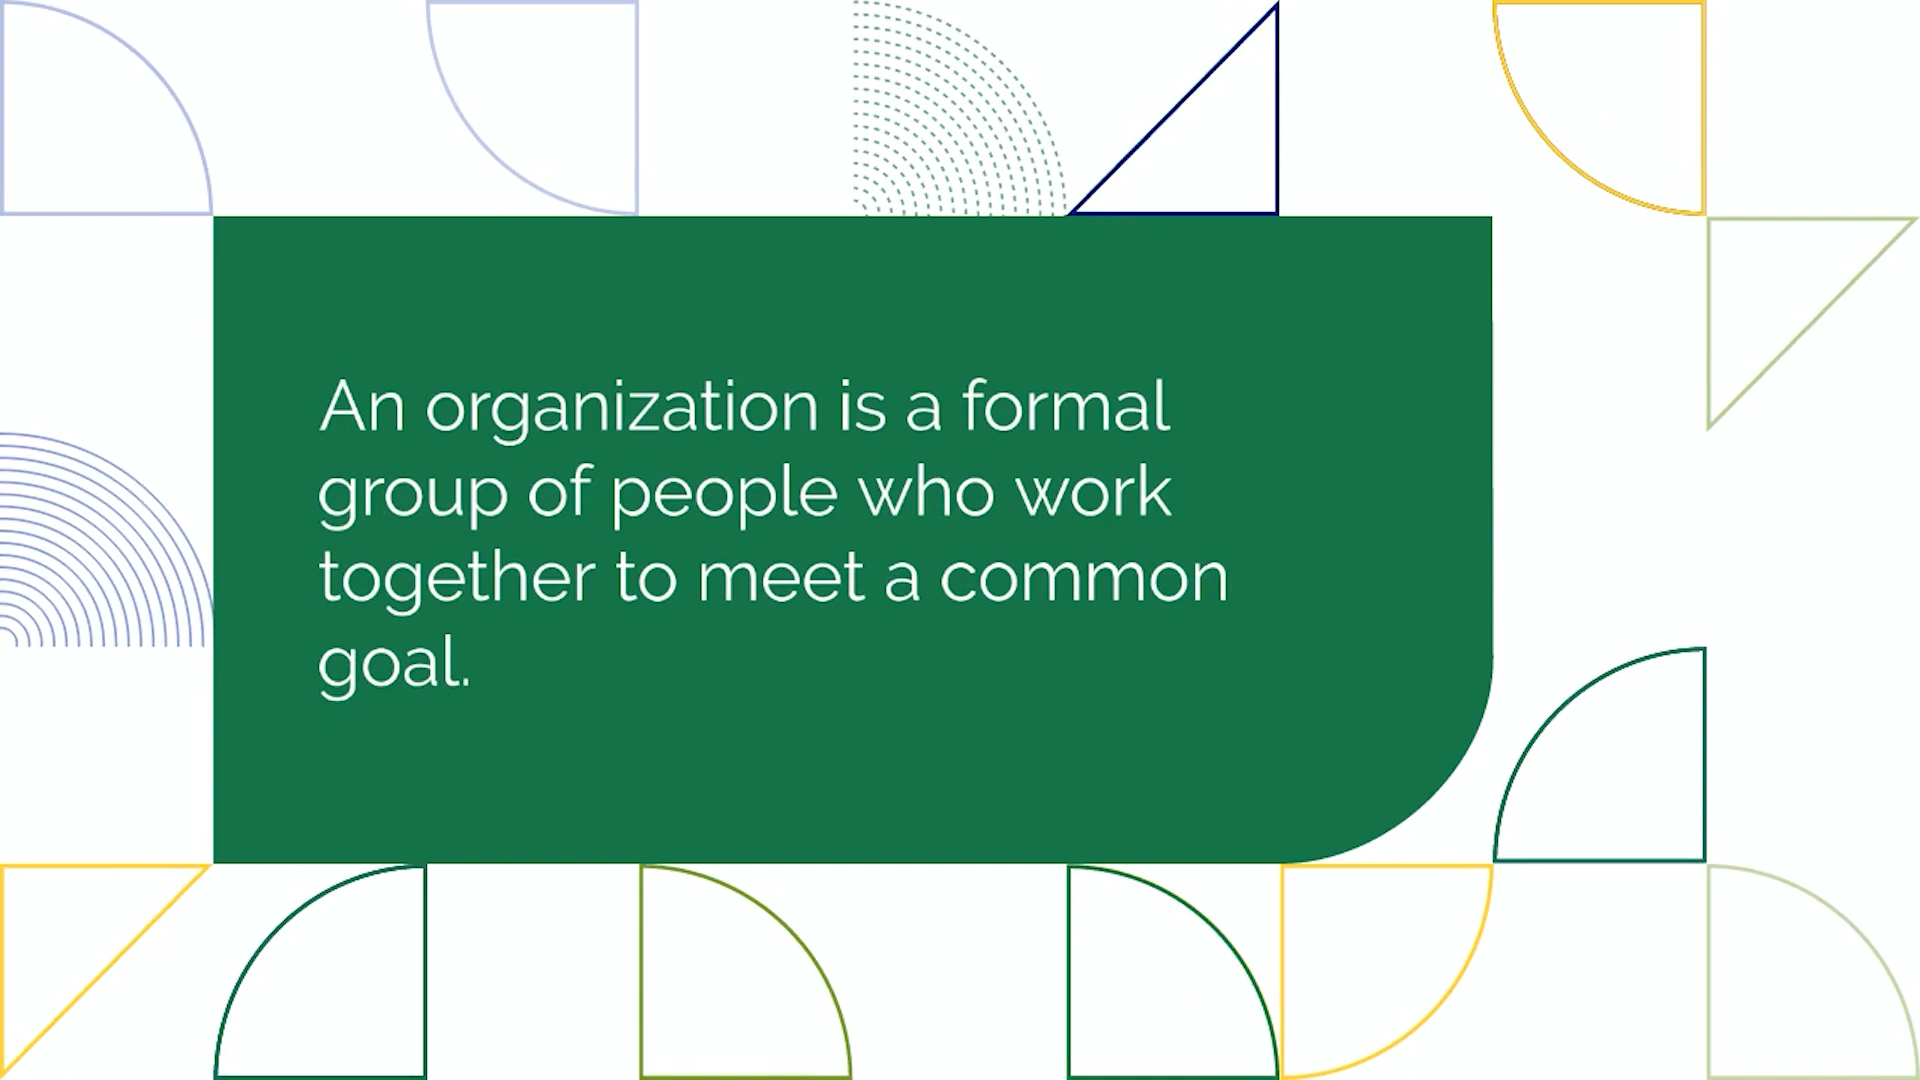 An organization is a formal
group of people who work
together to meet a common
goal.